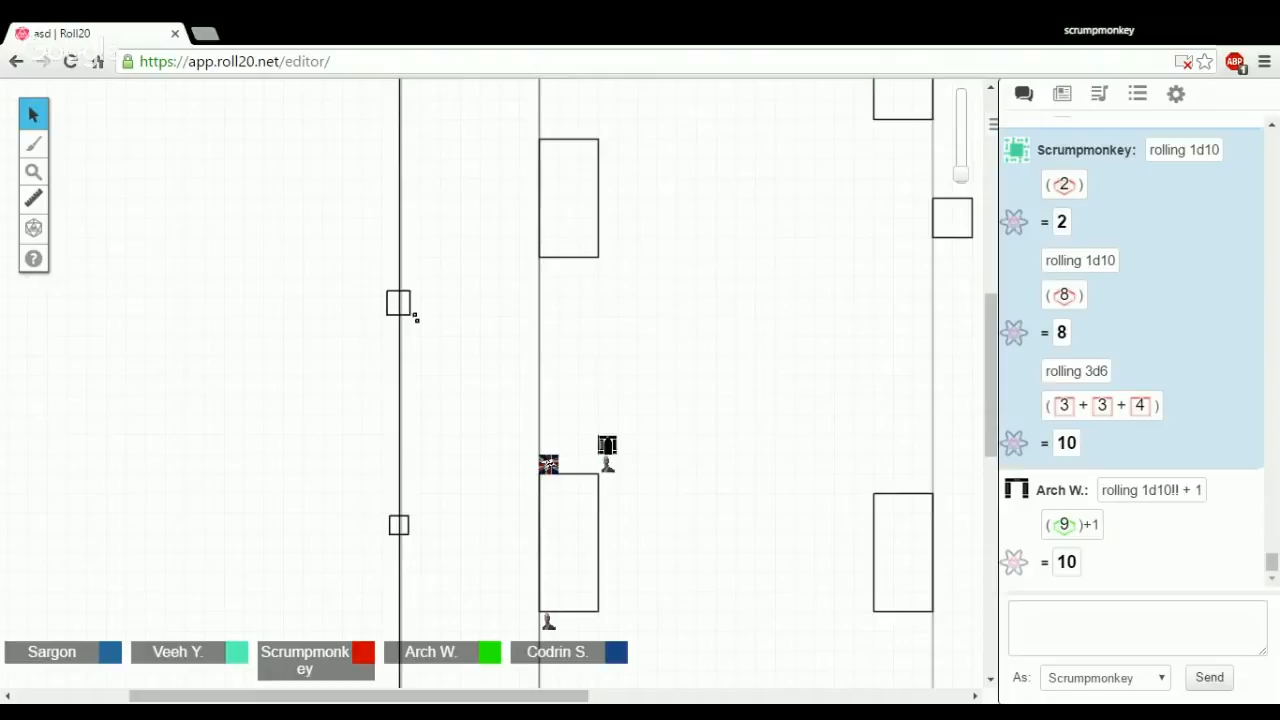 scrumpmonkey
asd | Roll20
https://app.roll20.net/editor/
ABP
1
Scrumpmonkey: rolling 1d10
( 2 )
= 2
rolling 1d10
( 8 )
= 8
rolling 3d6
( 3 + 3 + 4 )
= 10
Arch W.: rolling 1d10!! + 1
( 9 )+1
= 10
Sargon
Veeh Y.
Scrumpmonk
ey
Arch W.
Codrin S.
As: Scrumpmonkey
Send